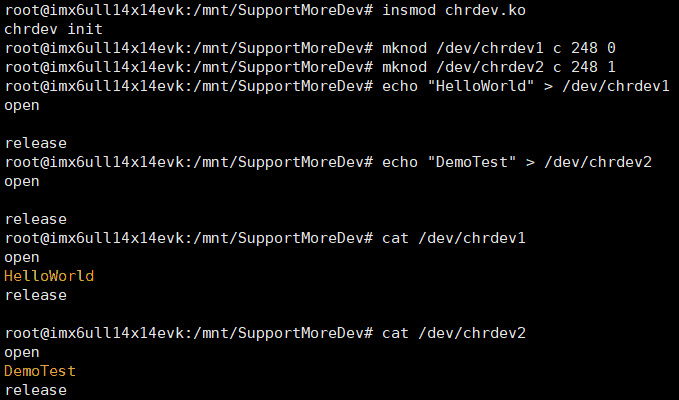 root@imx6ull14x14evk:/mnt/SupportMoreDev# insmod chrdev.ko
chrdev init
root@imx6ull14x14evk:/mnt/SupportMoreDev# mknod /dev/chrdev1 c 248 0
root@imx6ull14x14evk:/mnt/SupportMoreDev# mknod /dev/chrdev2 c 248 1
root@imx6ull14x14evk:/mnt/SupportMoreDev# echo "HelloWorld" > /dev/chrdev1
open
release
root@imx6ull14x14evk:/mnt/SupportMoreDev# echo "DemoTest" > /dev/chrdev2
open
release
root@imx6ull14x14evk:/mnt/SupportMoreDev# cat /dev/chrdev1
open
HelloWorld
release
root@imx6ull14x14evk:/mnt/SupportMoreDev# cat /dev/chrdev2
open
DemoTest
release